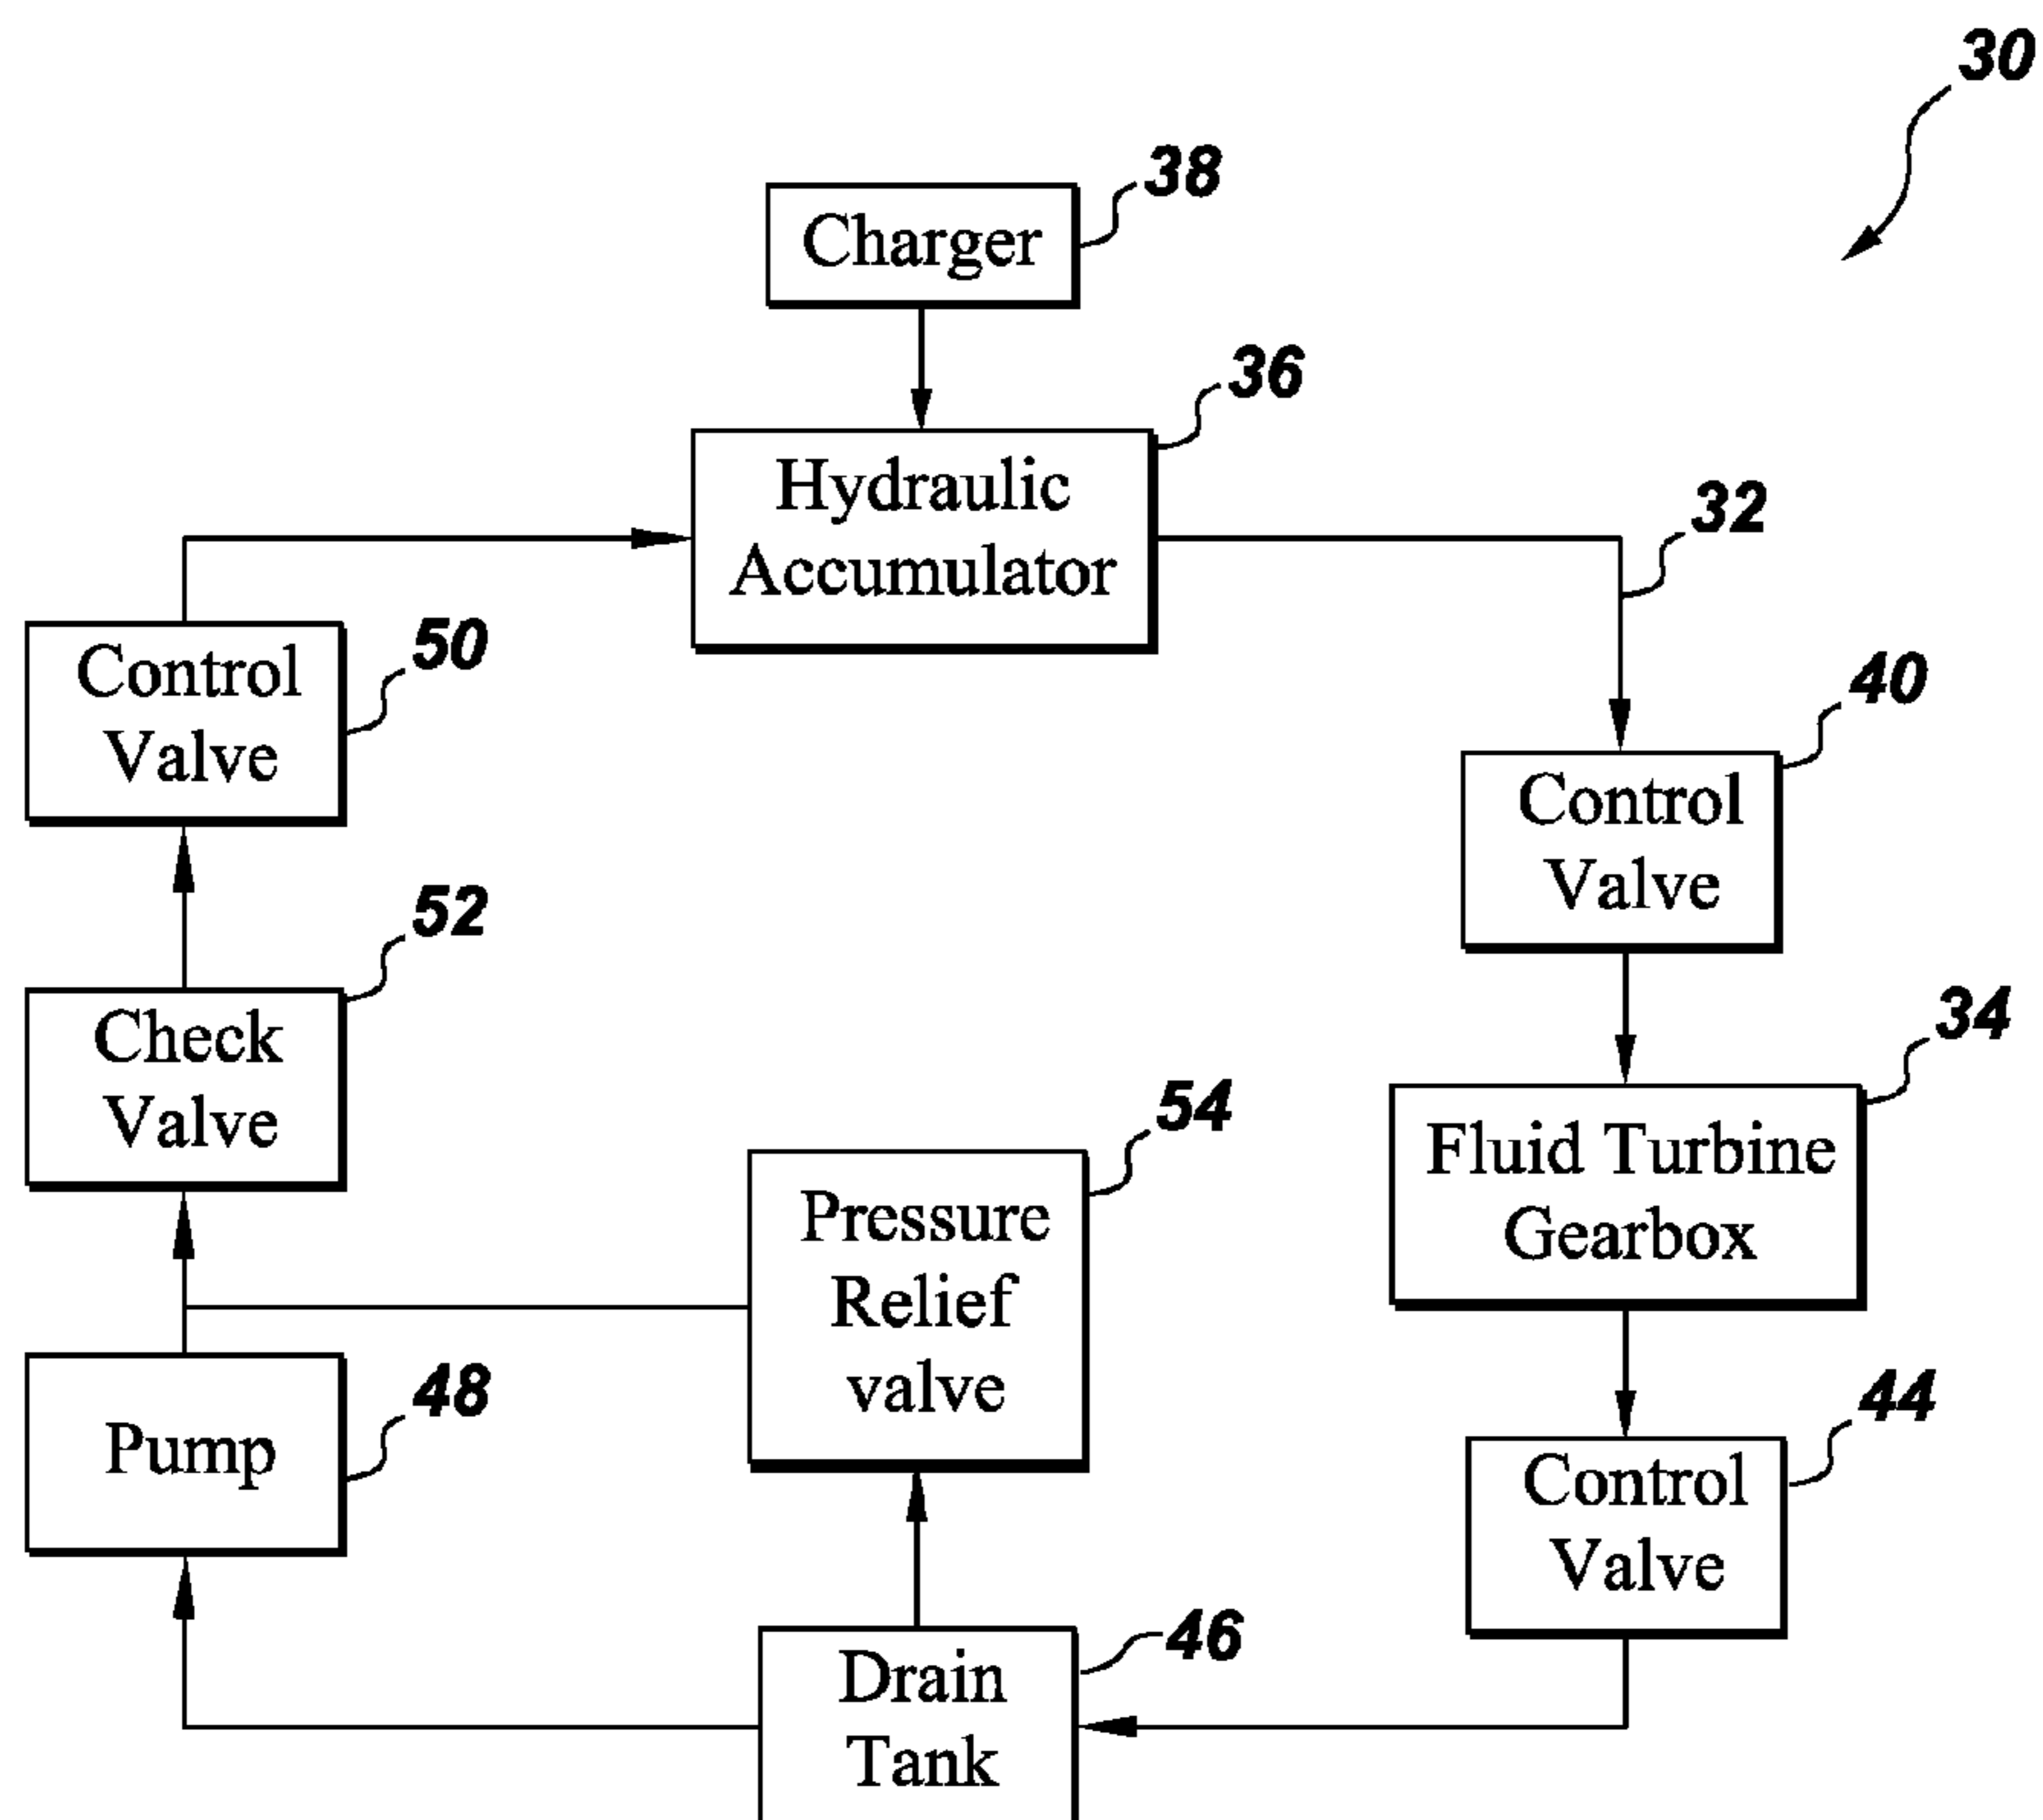 30
38
Charger
36
Hydraulic
Accumulator
32
50
Control
Valve
40
Control
Valve
52
Check
Valve
34
Fluid Turbine
Gearbox
54
Pressure
Relief
valve
48
Pump
44
Control
Valve
46
Drain
Tank